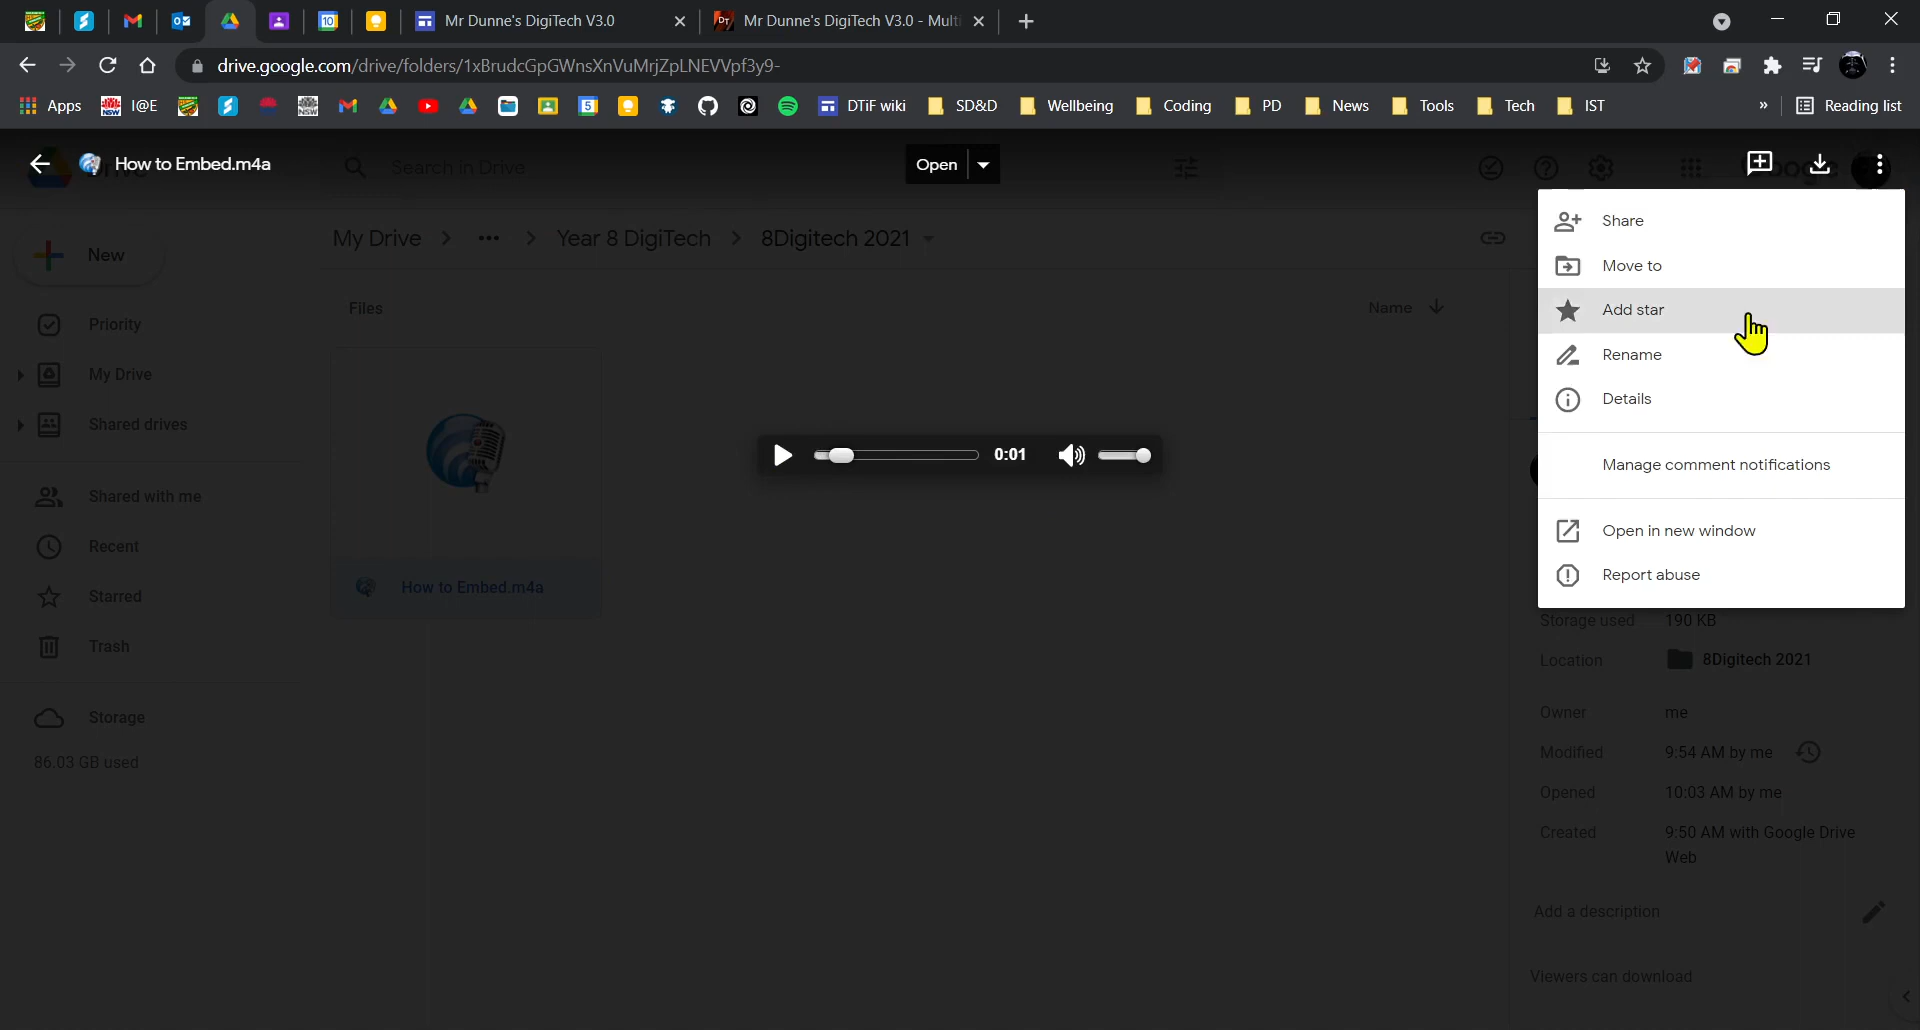 Mr Dunne's DigiTech V3.0
Mr Dunne's DigiTech V3.0 - Multi
drive.google.com/drive/folders/1xBrudcGpGWnsXnVuMrjZpLNEVVpf3y9-
Apps
I@E
DTiF wiki
SD&D
Wellbeing
Coding
PD
News
Tools
Tech
IST
»
Reading list
How to Embed.m4a
Search in Drive
Open
New
My Drive > ... > Year 8 DigiTech > 8Digitech 2021
Share
Move to
Add star
Rename
Details
Manage comment notifications
Open in new window
Report abuse
Files
Name
Priority
My Drive
Shared drives
Shared with me
Recent
Starred
Trash
Storage
86.03 GB used
0:01
How to Embed.m4a
Storage used 190 KB
Location 8Digitech 2021
Owner me
Modified 9:54 AM by me
Opened 10:03 AM by me
Created 9:50 AM with Google Drive
Web
Add a description
Viewers can download